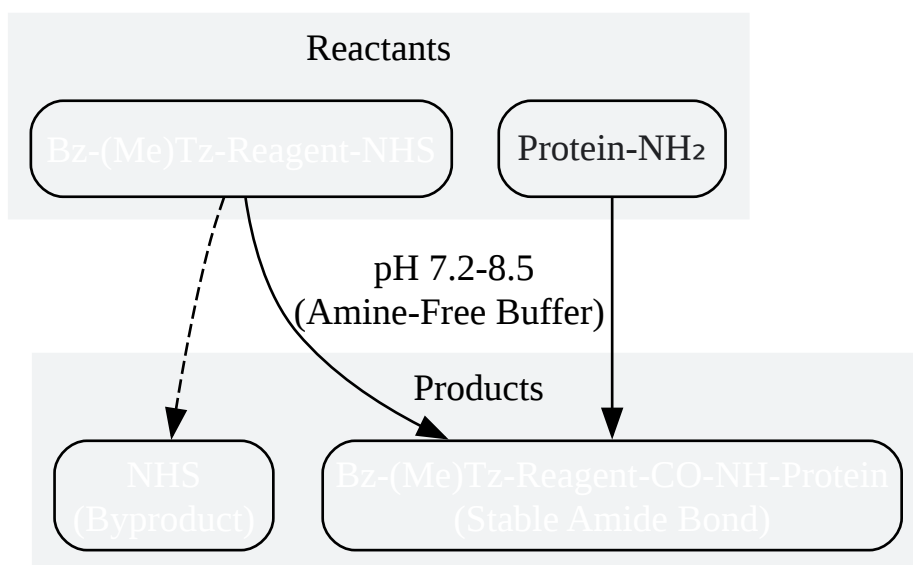 Reactants
Bz-(Me)Tz-Reagent-NHS
Protein-NH₂
pH 7.2-8.5
(Amine-Free Buffer)
Products
NHS
(Byproduct)
Bz-(Me)Tz-Reagent-CO-NH-Protein
(Stable Amide Bond)